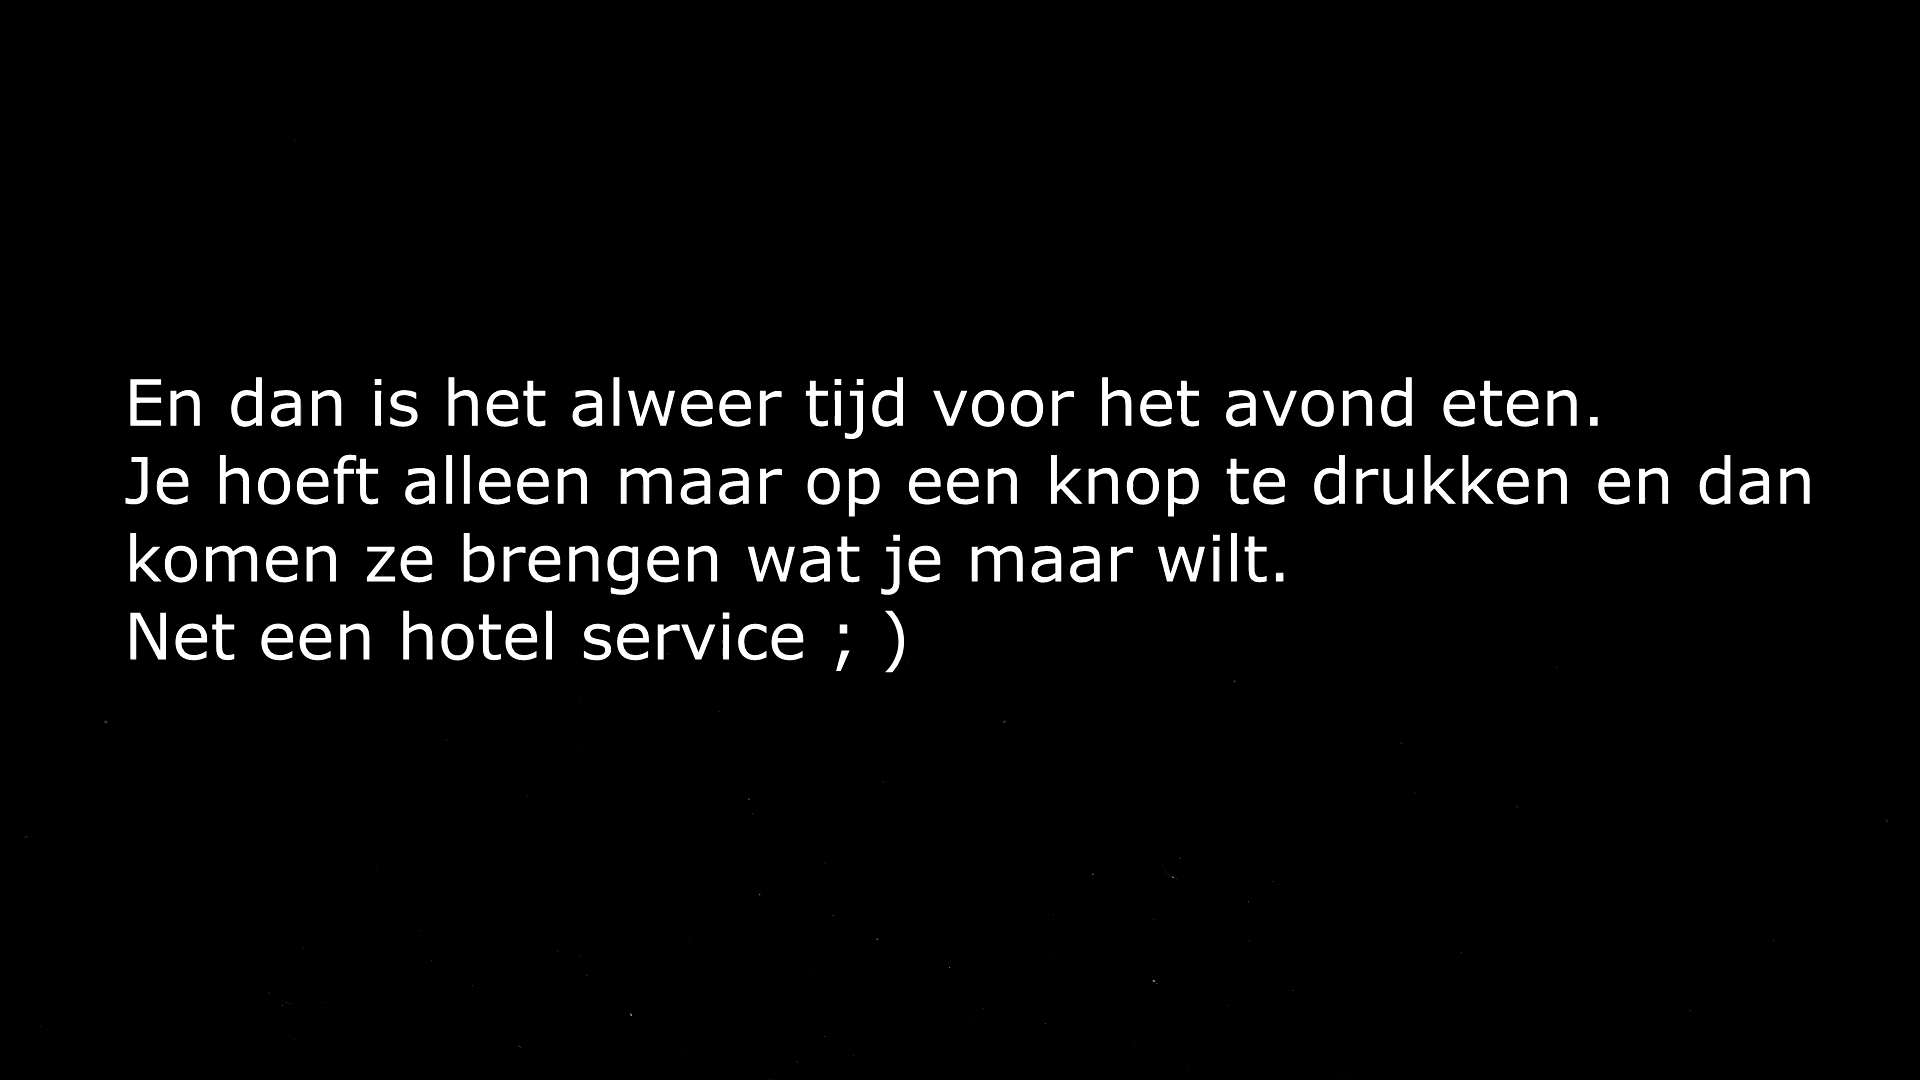 En dan is het alweer tijd voor het avond eten.
Je hoeft alleen maar op een knop te drukken en dan
komen ze brengen wat je maar wilt.
Net een hotel service ; )